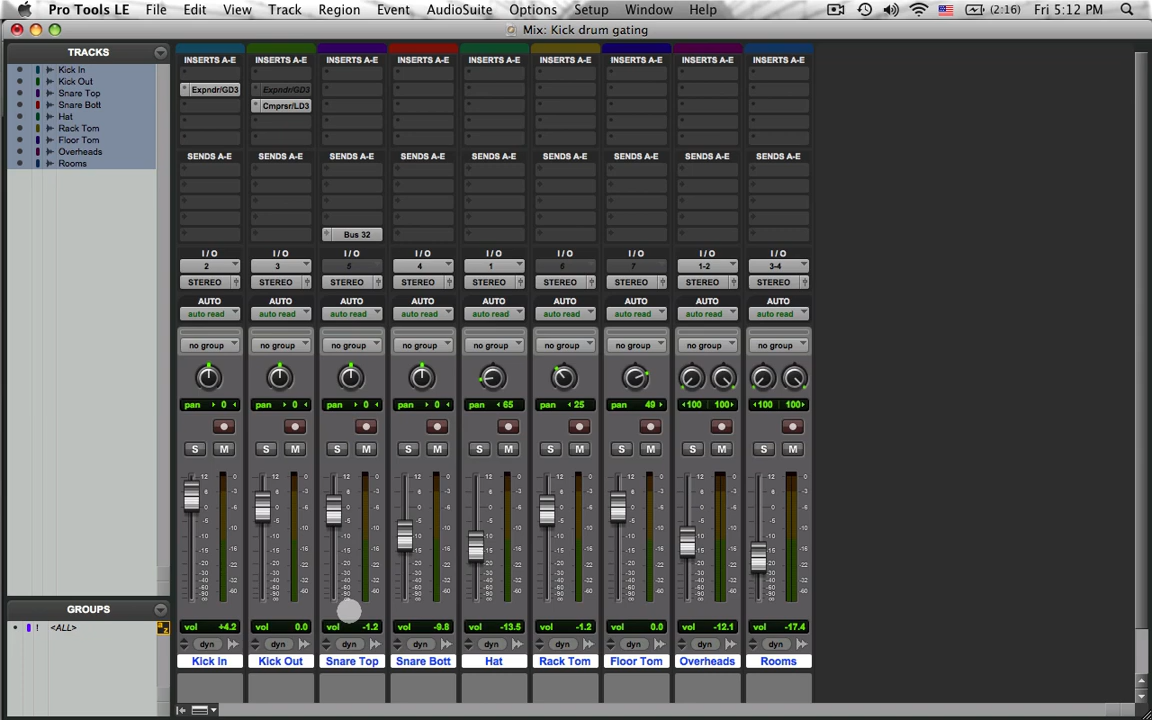 Pro Tools LE File Edit View Track Region Event AudioSuite Options Setup Window Help (2:16) Fri 5:12 PM
Mix: Kick drum gating
TRACKS
Kick In
Kick Out
Snare Top
Snare Bott
Hat
Rack Tom
Floor Tom
Overheads
Rooms
GROUPS
! <ALL> a z
INSERTS A-E INSERTS A-E INSERTS A-E INSERTS A-E INSERTS A-E INSERTS A-E INSERTS A-E INSERTS A-E INSERTS A-E
Expndr/GD3 Expndr/GD3
Cmprsr/LD3
SENDS A-E SENDS A-E SENDS A-E SENDS A-E SENDS A-E SENDS A-E SENDS A-E SENDS A-E SENDS A-E
Bus 32
I/O I/O I/O I/O I/O I/O I/O I/O I/O
2 3 5 4 1 6 7 1-2 3-4
STEREO STEREO STEREO STEREO STEREO STEREO STEREO STEREO STEREO
AUTO AUTO AUTO AUTO AUTO AUTO AUTO AUTO AUTO
auto read auto read auto read auto read auto read auto read auto read auto read auto read
no group no group no group no group no group no group no group no group no group
pan 0 pan 0 pan 0 pan 0 pan 65 pan 25 pan 49 100 100 100 100
S M S M S M S M S M S M S M S M S M
vol +4.2 vol 0.0 vol -1.2 vol -9.8 vol -13.5 vol -1.2 vol 0.0 vol -12.1 vol -17.4
dyn dyn dyn dyn dyn dyn dyn dyn dyn
Kick In Kick Out Snare Top Snare Bott Hat Rack Tom Floor Tom Overheads Rooms